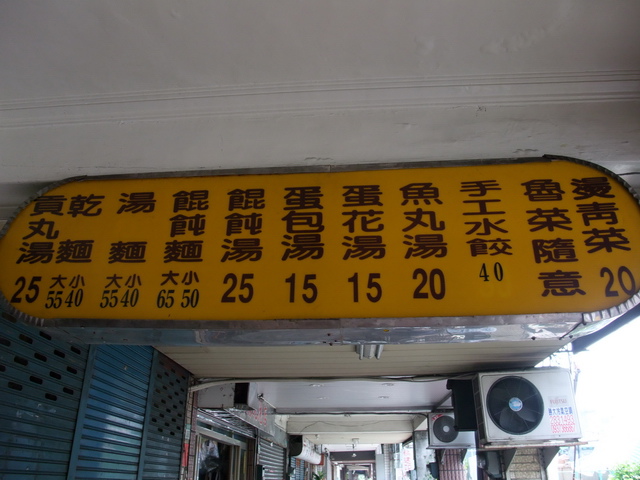 貢丸湯 25
乾麵 大55 小40
湯麵 大55 小40
餛飩麵 大65 小50
餛飩湯 25
蛋包湯 15
蛋花湯 15
魚丸湯 20
手工水餃 40
魯菜隨意
燙青菜 20